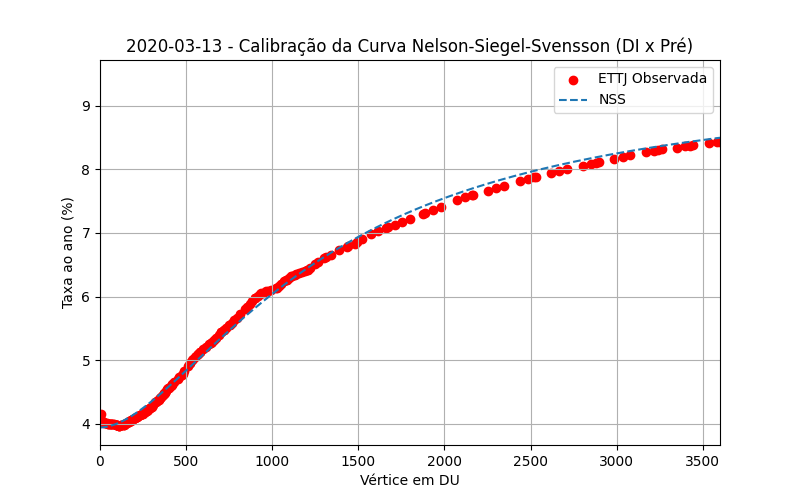 2020-03-13 - Calibração da Curva Nelson-Siegel-Svensson (DI x Pré)
ETTJ Observada
NSS
Taxa ao ano (%)
9
8
7
6
5
4
0 500 1000 1500 2000 2500 3000 3500
Vértice em DU